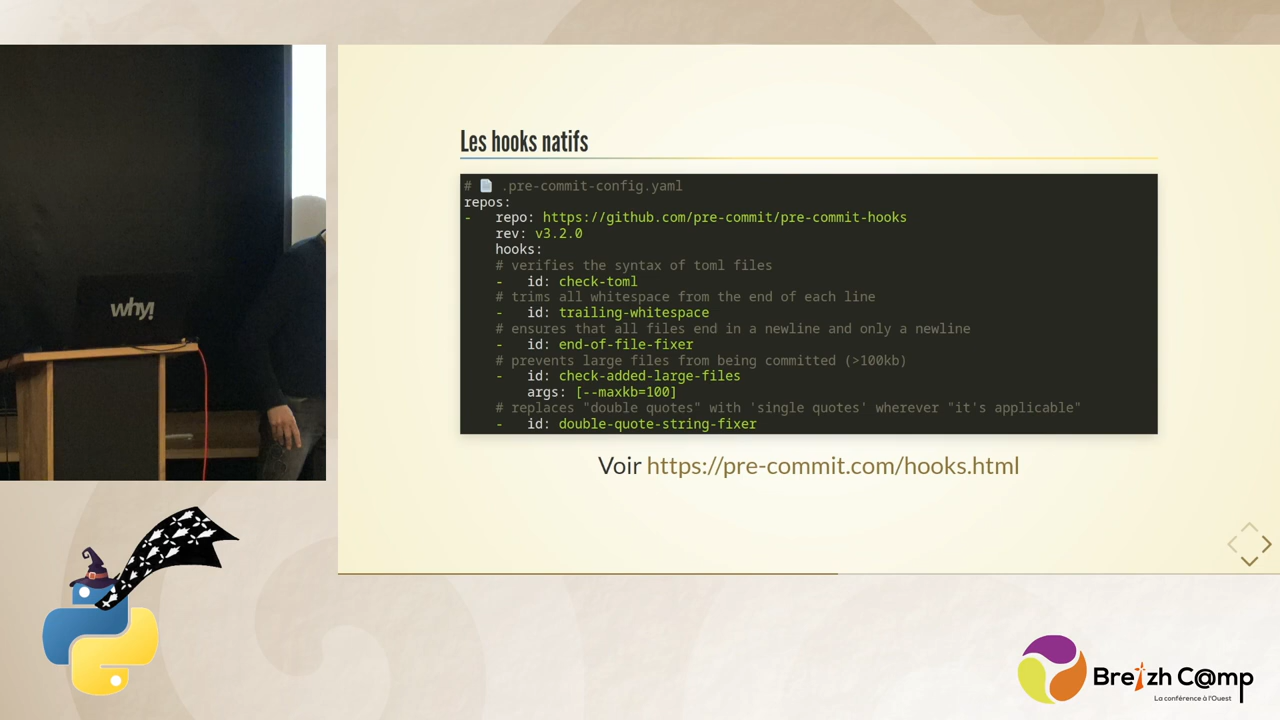 Les hooks natifs
# 📄 .pre-commit-config.yaml
repos:
-   repo: https://github.com/pre-commit/pre-commit-hooks
    rev: v3.2.0
    hooks:
    # verifies the syntax of toml files
    -   id: check-toml
    # trims all whitespace from the end of each line
    -   id: trailing-whitespace
    # ensures that all files end in a newline and only a newline
    -   id: end-of-file-fixer
    # prevents large files from being committed (>100kb)
    -   id: check-added-large-files
        args: [--maxkb=100]
    # replaces "double quotes" with 'single quotes' wherever "it's applicable"
    -   id: double-quote-string-fixer
Voir https://pre-commit.com/hooks.html
why!
Breizh C@mp
La conférence à l'Ouest